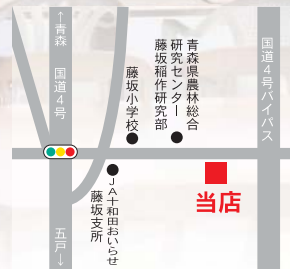 ↑青森
国道4号
五戸↓
藤坂小学校
青森県農林総合
研究センター
藤坂稲作研究部
国道4号バイパス
JA十和田おいらせ
藤坂支所
当店